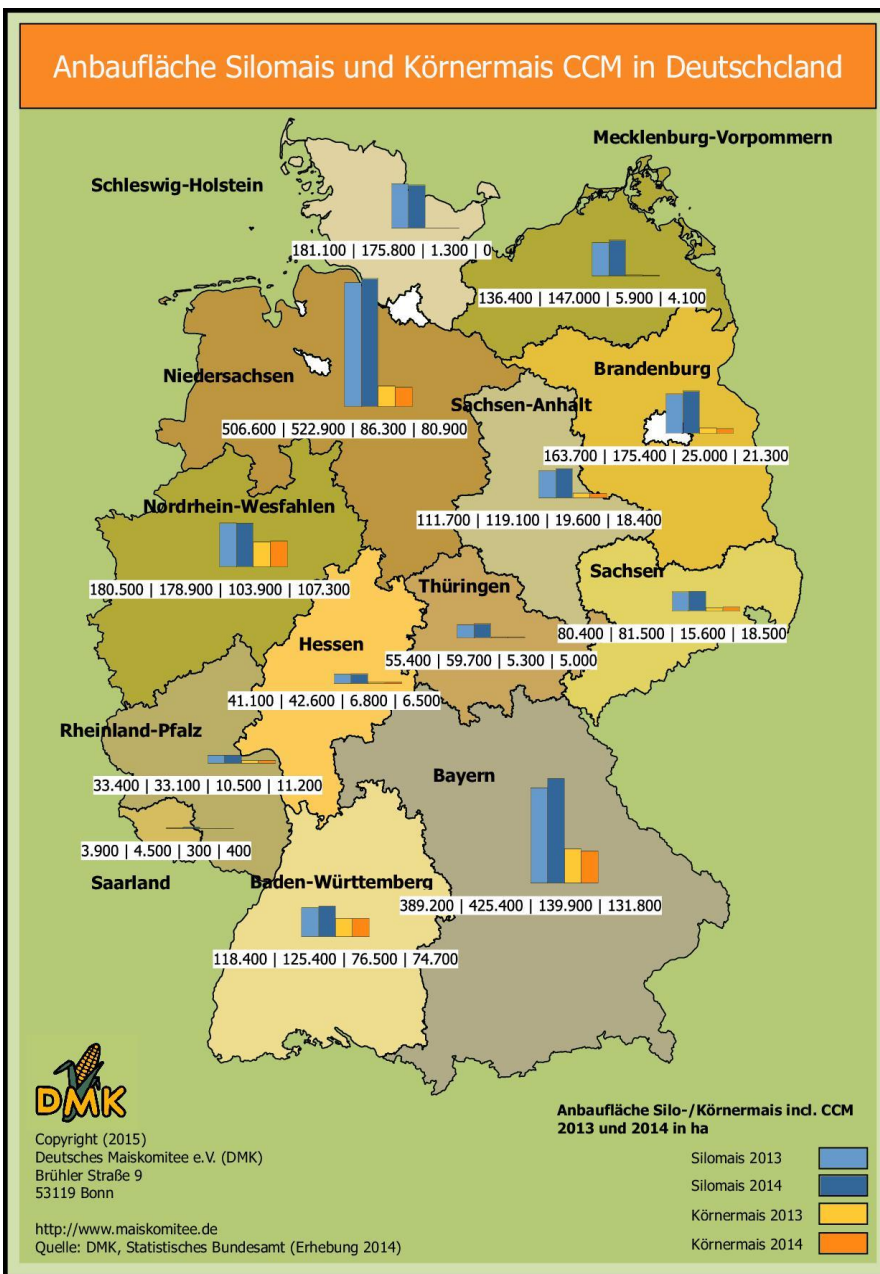 Anbaufläche Silomais und Körnermais CCM in Deutschcland
Mecklenburg-Vorpommern
Schleswig-Holstein
181.100 | 175.800 | 1.300 | 0
136.400 | 147.000 | 5.900 | 4.100
Niedersachsen
506.600 | 522.900 | 86.300 | 80.900
Brandenburg
163.700 | 175.400 | 25.000 | 21.300
Sachsen-Anhalt
111.700 | 119.100 | 19.600 | 18.400
Nordrhein-Wesfahlen
180.500 | 178.900 | 103.900 | 107.300
Thüringen
55.400 | 59.700 | 5.300 | 5.000
Sachsen
80.400 | 81.500 | 15.600 | 18.500
Hessen
41.100 | 42.600 | 6.800 | 6.500
Rheinland-Pfalz
33.400 | 33.100 | 10.500 | 11.200
Bayern
389.200 | 425.400 | 139.900 | 131.800
3.900 | 4.500 | 300 | 400
Saarland
Baden-Württemberg
118.400 | 125.400 | 76.500 | 74.700
DMK
Copyright (2015)
Deutsches Maiskomitee e.V. (DMK)
Brühler Straße 9
53119 Bonn
http://www.maiskomitee.de
Quelle: DMK, Statistisches Bundesamt (Erhebung 2014)
Anbaufläche Silo-/Körnermais incl. CCM
2013 und 2014 in ha
Silomais 2013
Silomais 2014
Körnermais 2013
Körnermais 2014